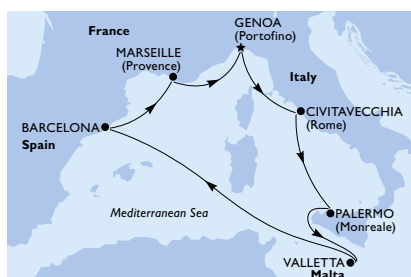 France
GENOA
(Portofino)
MARSEILLE
(Provence)
Italy
CIVITAVECCHIA
(Rome)
BARCELONA
Spain
Mediterranean Sea
PALERMO
(Monreale)
VALLETTA
Malta